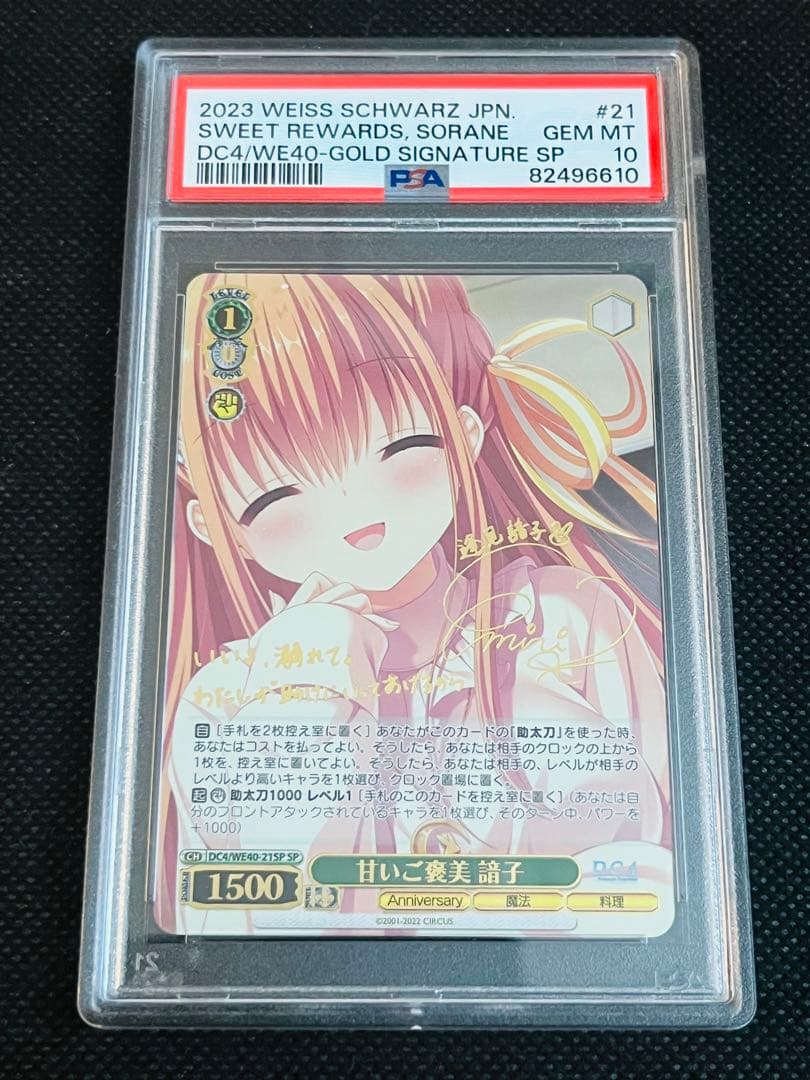 2023 WEISS SCHWARZ JPN. #21
SWEET REWARDS, SORANE GEM MT
DC4/WE40-GOLD SIGNATURE SP 10
PSA 82496610
LEVEL
1
0
COST
逢見諳子
mini
いいよ、溺れて。
わたしが助けにいってあげるから
自 [手札を2枚控え室に置く] あなたがこのカードの「助太刀」を使った時、
あなたはコストを払ってよい。そうしたら、あなたは相手のクロックの上から
1枚を、控え室に置いてよい。そうしたら、あなたは相手の、レベルが相手の
レベルより高いキャラを1枚選び、クロック置場に置く。
起 助太刀1000 レベル1 [手札のこのカードを控え室に置く] (あなたは自
分のフロントアタックされているキャラを1枚選び、そのターン中、パワーを
+1000)
CH DC4/WE40-21SP SP
POWER 1500 甘いご褒美 諳子 D.C.4
Anniversary 魔法 料理
©2001-2022 CIRCUS